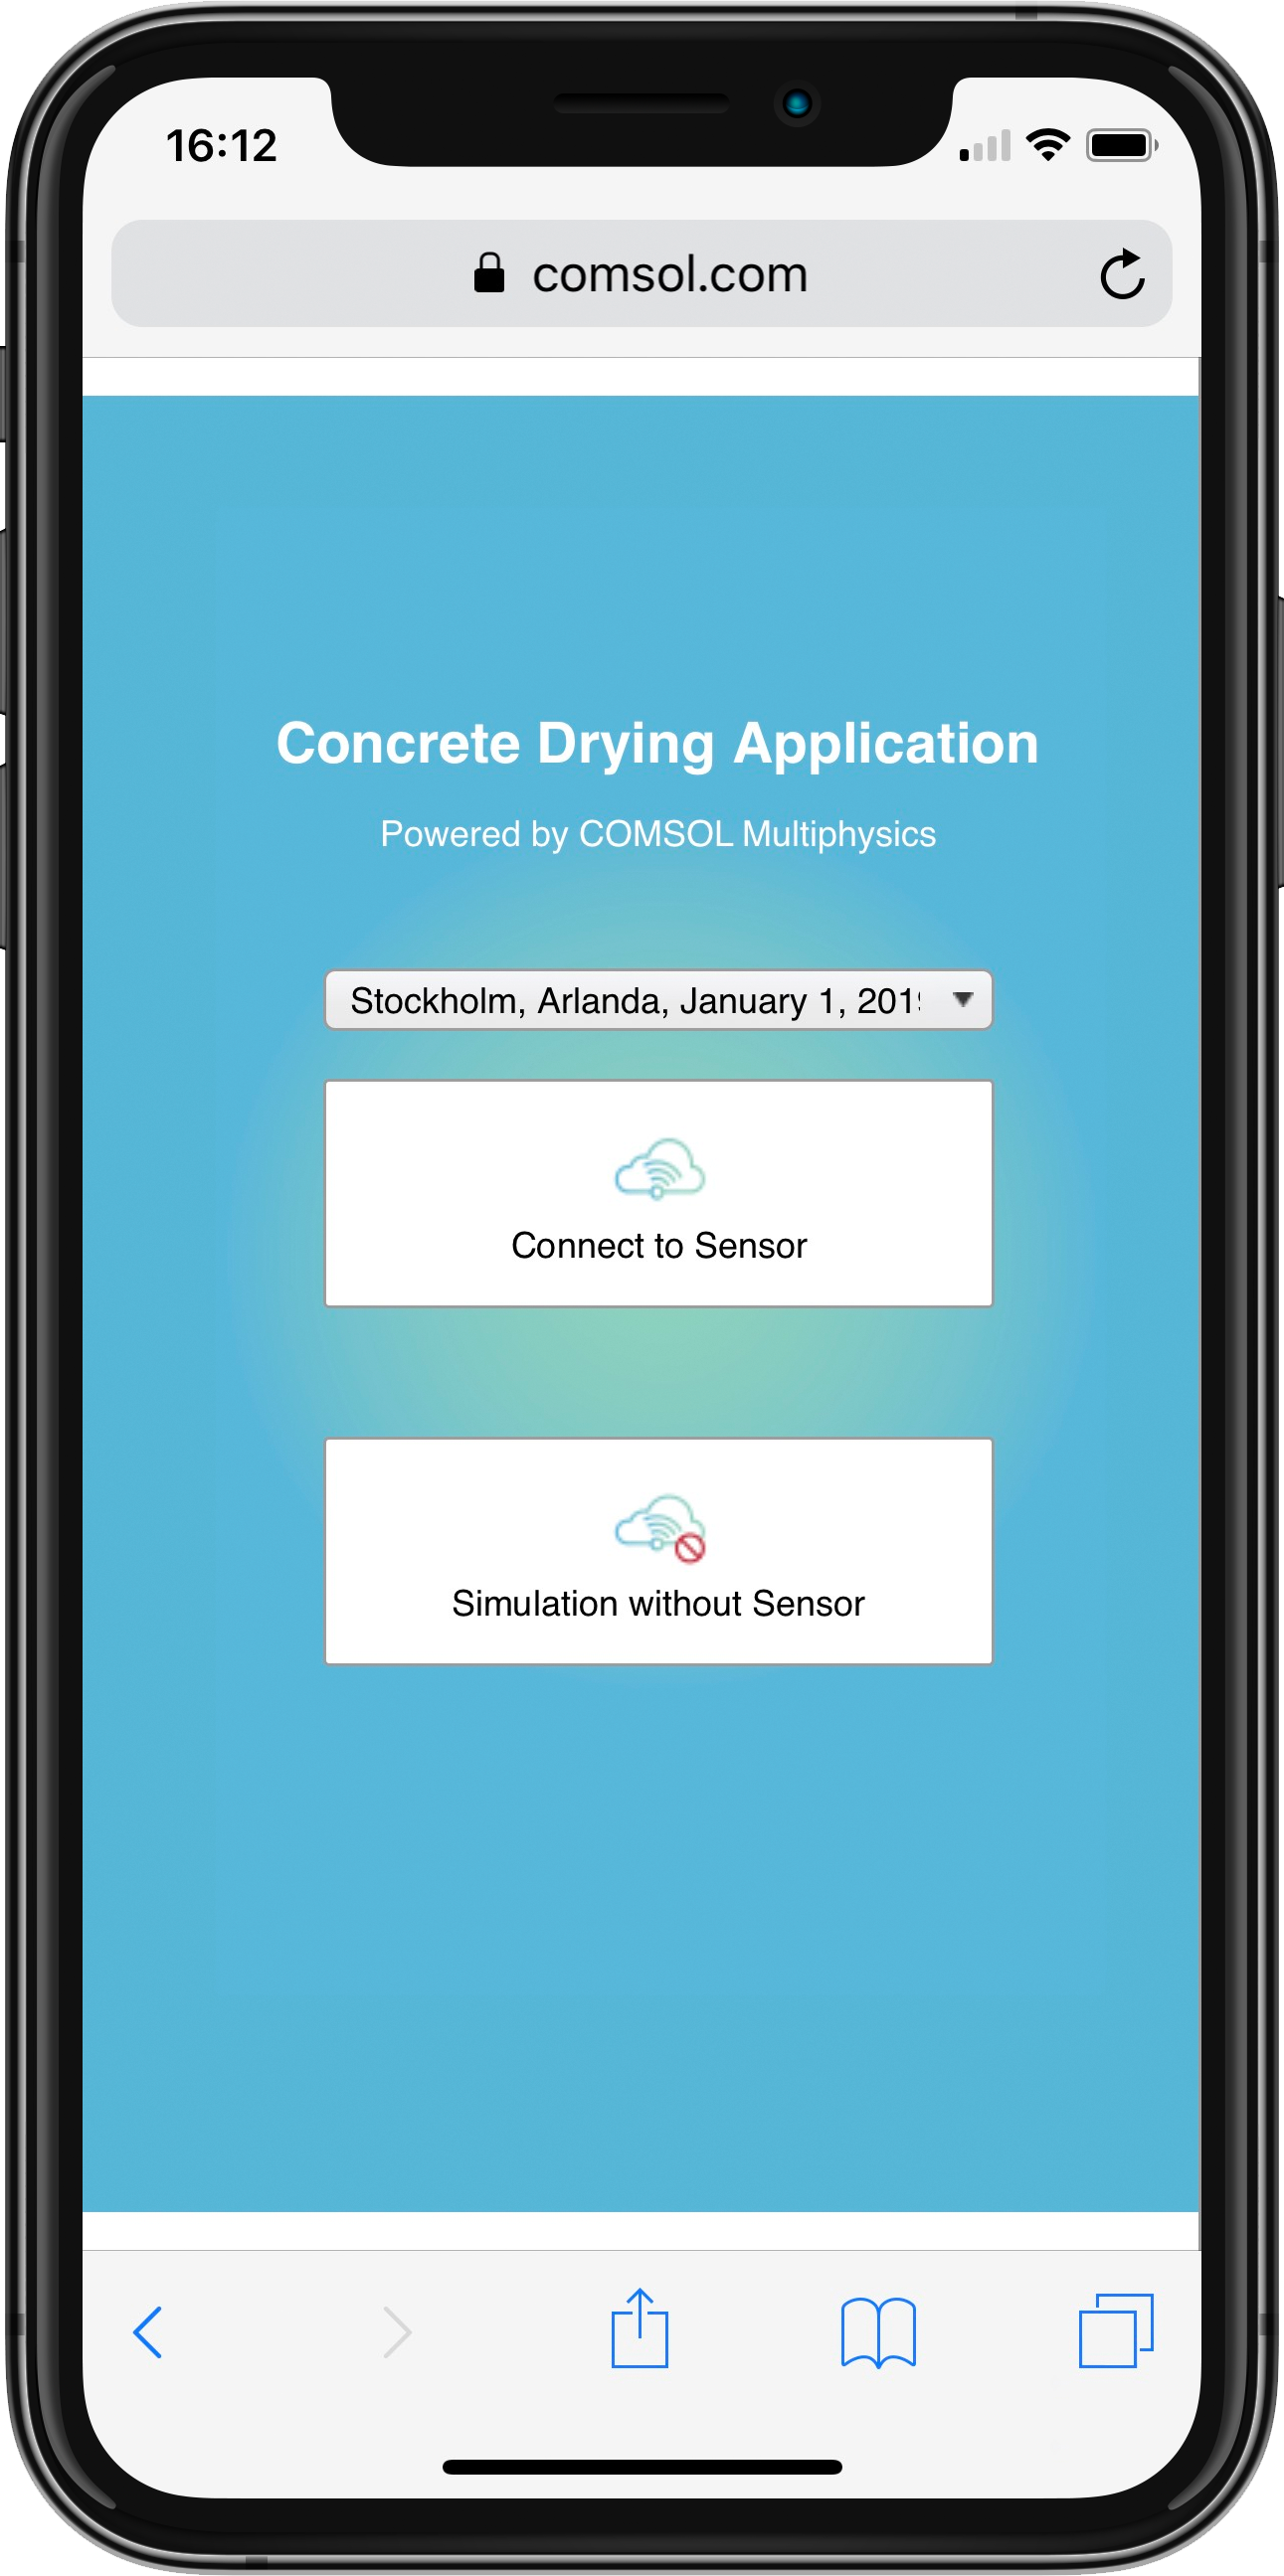 16:12
comsol.com
Concrete Drying Application
Powered by COMSOL Multiphysics
Stockholm, Arlanda, January 1, 201
Connect to Sensor
Simulation without Sensor